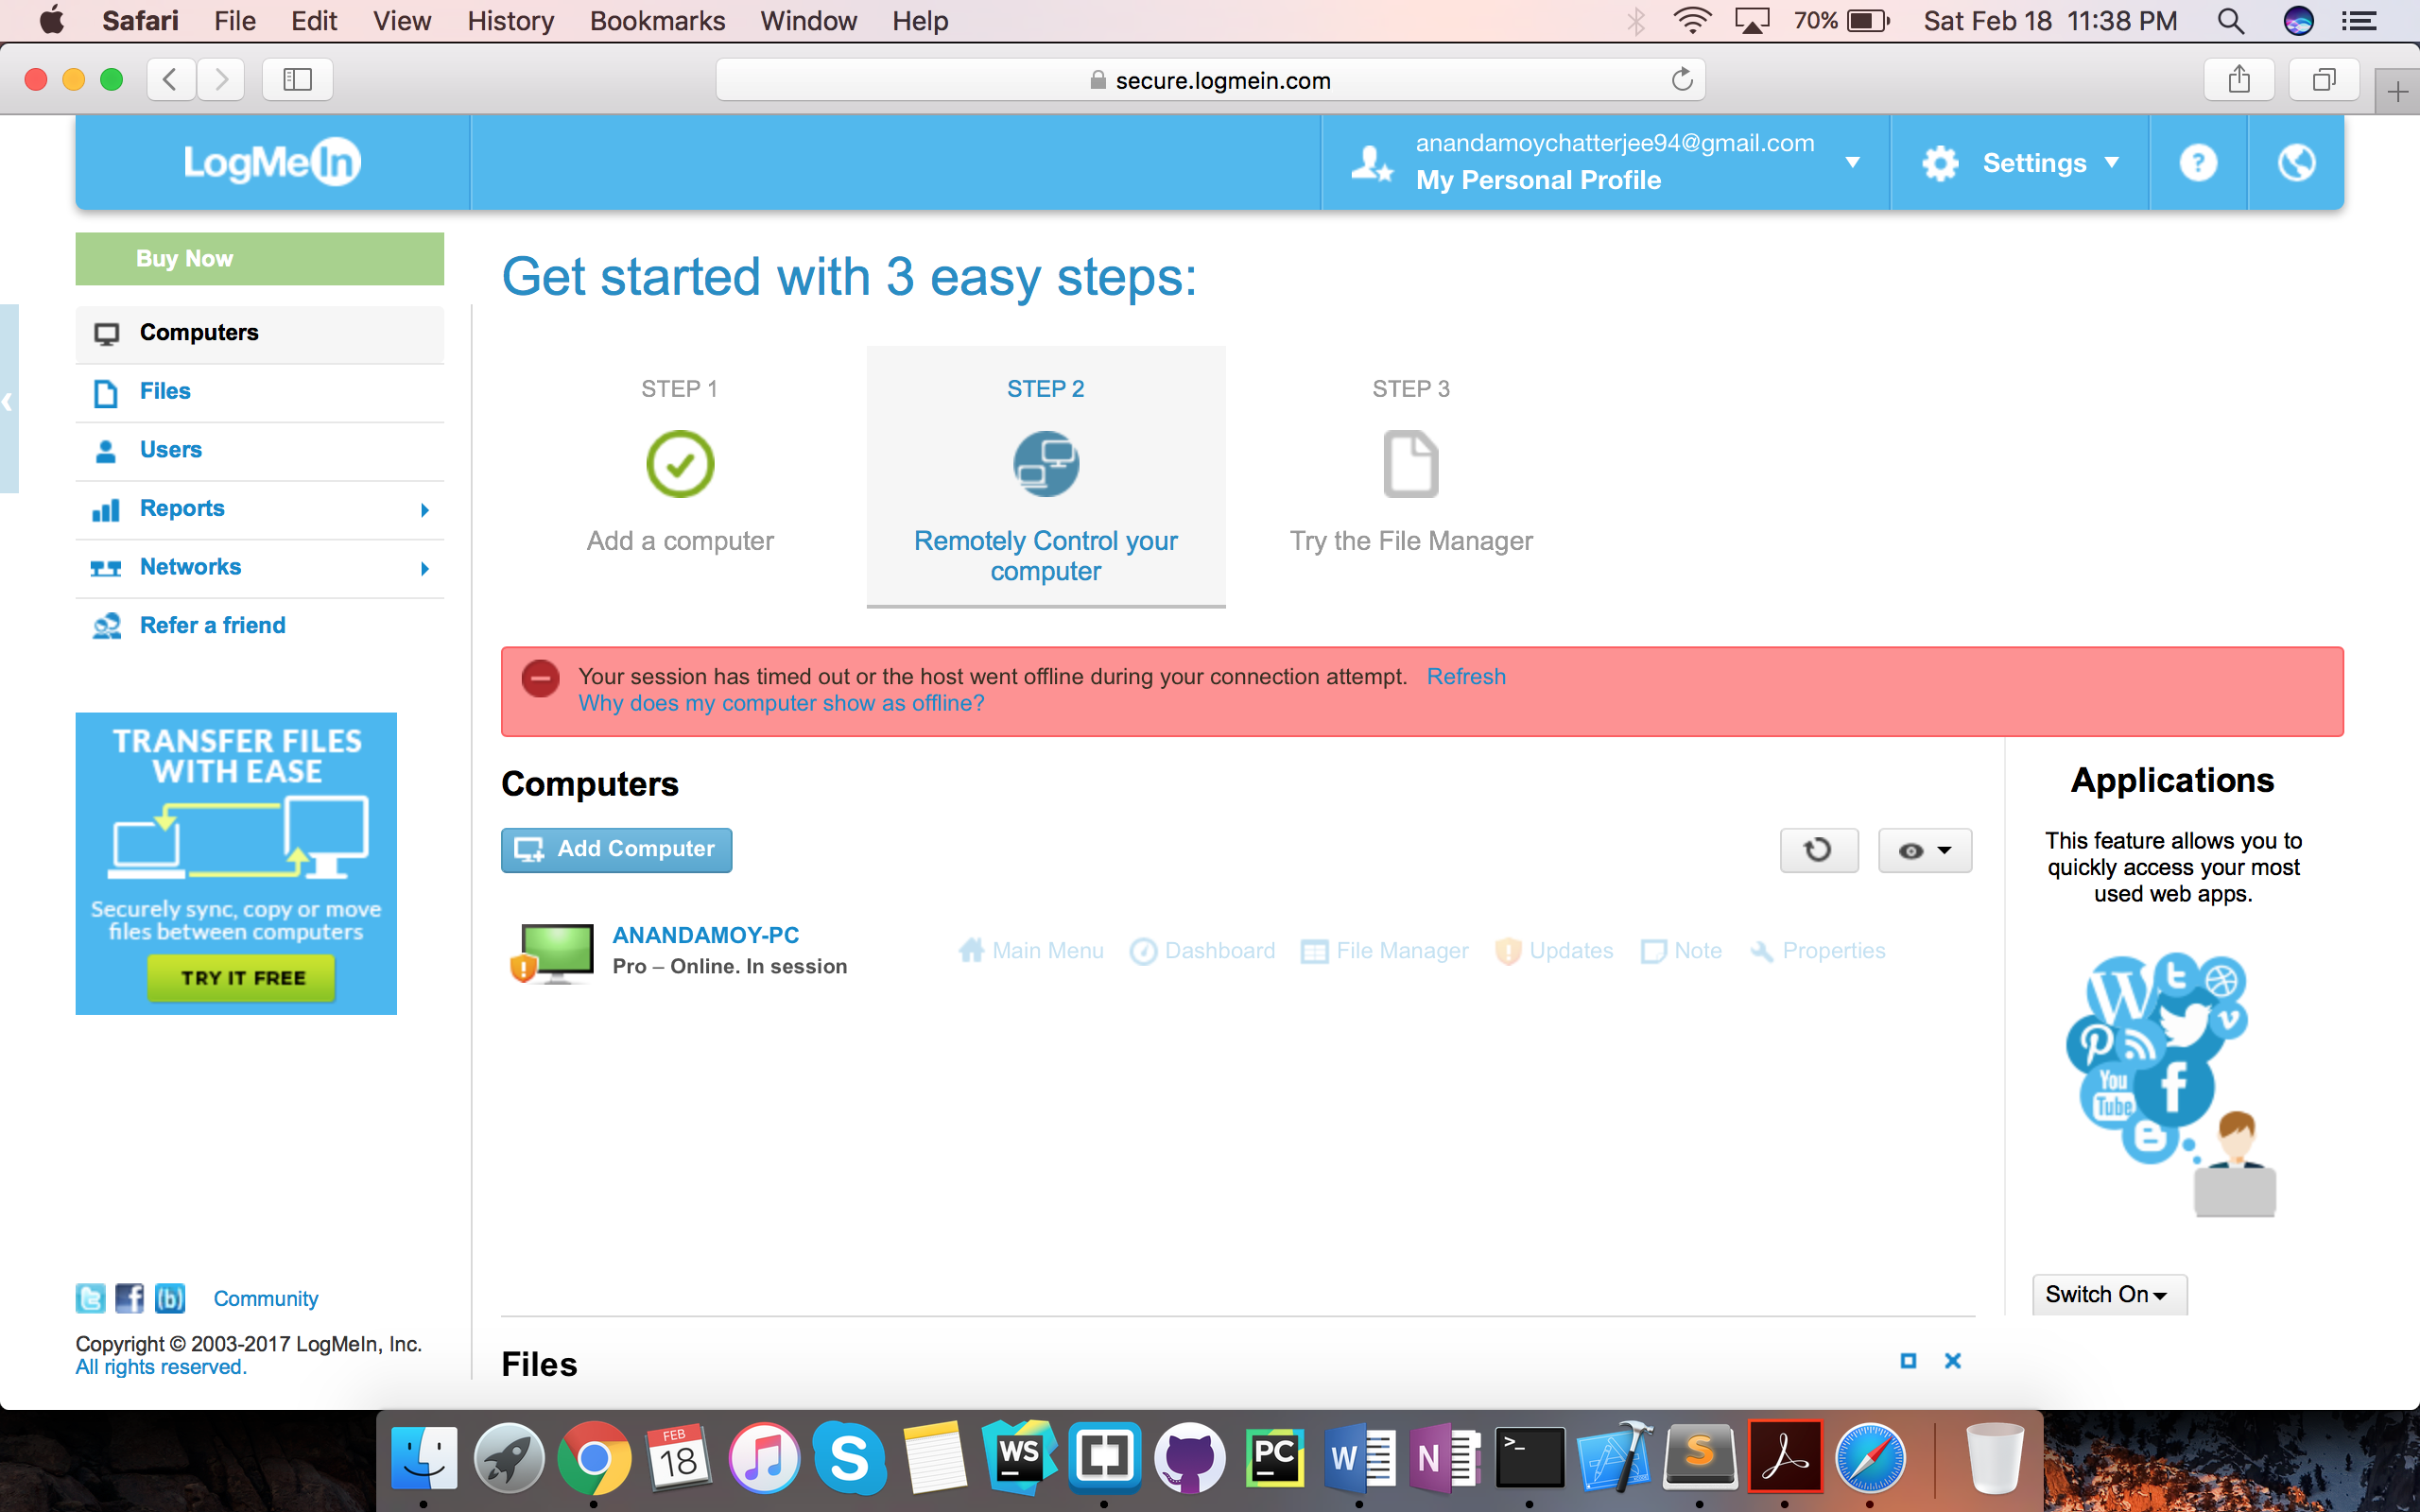 Safari File Edit View History Bookmarks Window Help 70% Sat Feb 18 11:38 PM
secure.logmein.com
LogMeIn
anandamoychatterjee94@gmail.com
My Personal Profile
Settings
?
Buy Now
Computers
Files
Users
Reports
Networks
Refer a friend
TRANSFER FILES
WITH EASE
Securely sync, copy or move
files between computers
TRY IT FREE
Community
Copyright © 2003-2017 LogMeIn, Inc.
All rights reserved.
Get started with 3 easy steps:
STEP 1
Add a computer
STEP 2
Remotely Control your
computer
STEP 3
Try the File Manager
Your session has timed out or the host went offline during your connection attempt. Refresh
Why does my computer show as offline?
Computers
Add Computer
ANANDAMOY-PC
Pro – Online. In session
Main Menu Dashboard File Manager Updates Note Properties
Files
Applications
This feature allows you to
quickly access your most
used web apps.
You
Tube
Switch On
FEB
18
WS
PC
W
N
>_
S